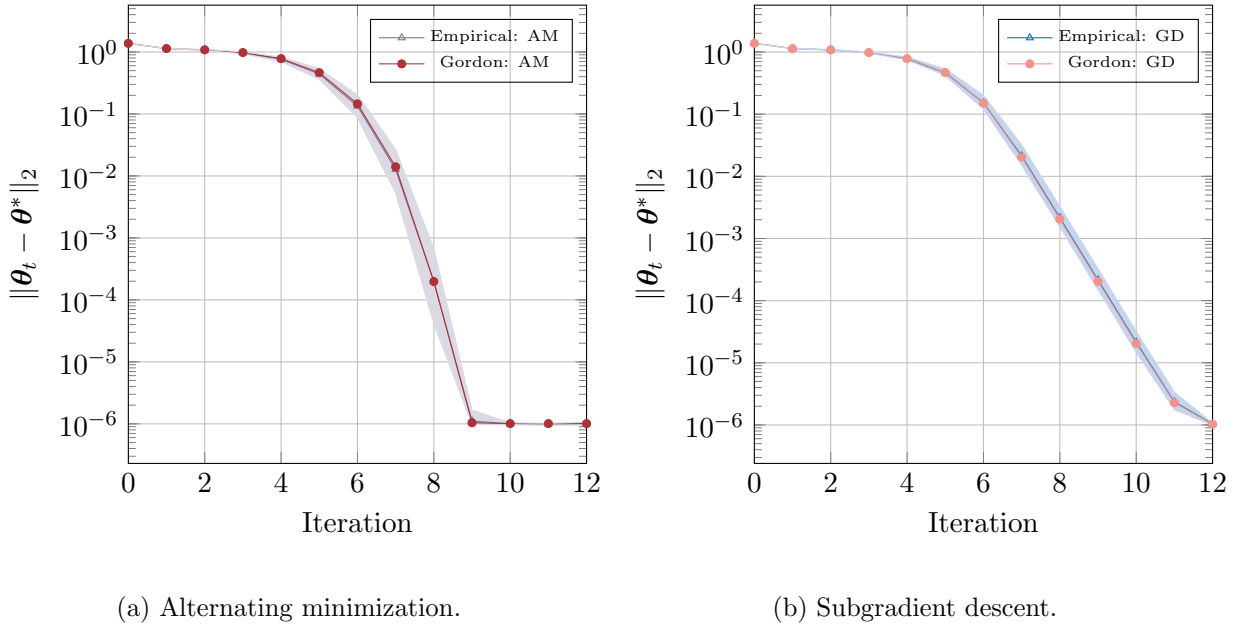 10^0
10^{-1}
10^{-2}
10^{-3}
10^{-4}
10^{-5}
10^{-6}
‖θ_t − θ*‖_2
Empirical: AM
Gordon: AM
0 2 4 6 8 10 12
Iteration
(a) Alternating minimization.
10^0
10^{-1}
10^{-2}
10^{-3}
10^{-4}
10^{-5}
10^{-6}
‖θ_t − θ*‖_2
Empirical: GD
Gordon: GD
0 2 4 6 8 10 12
Iteration
(b) Subgradient descent.